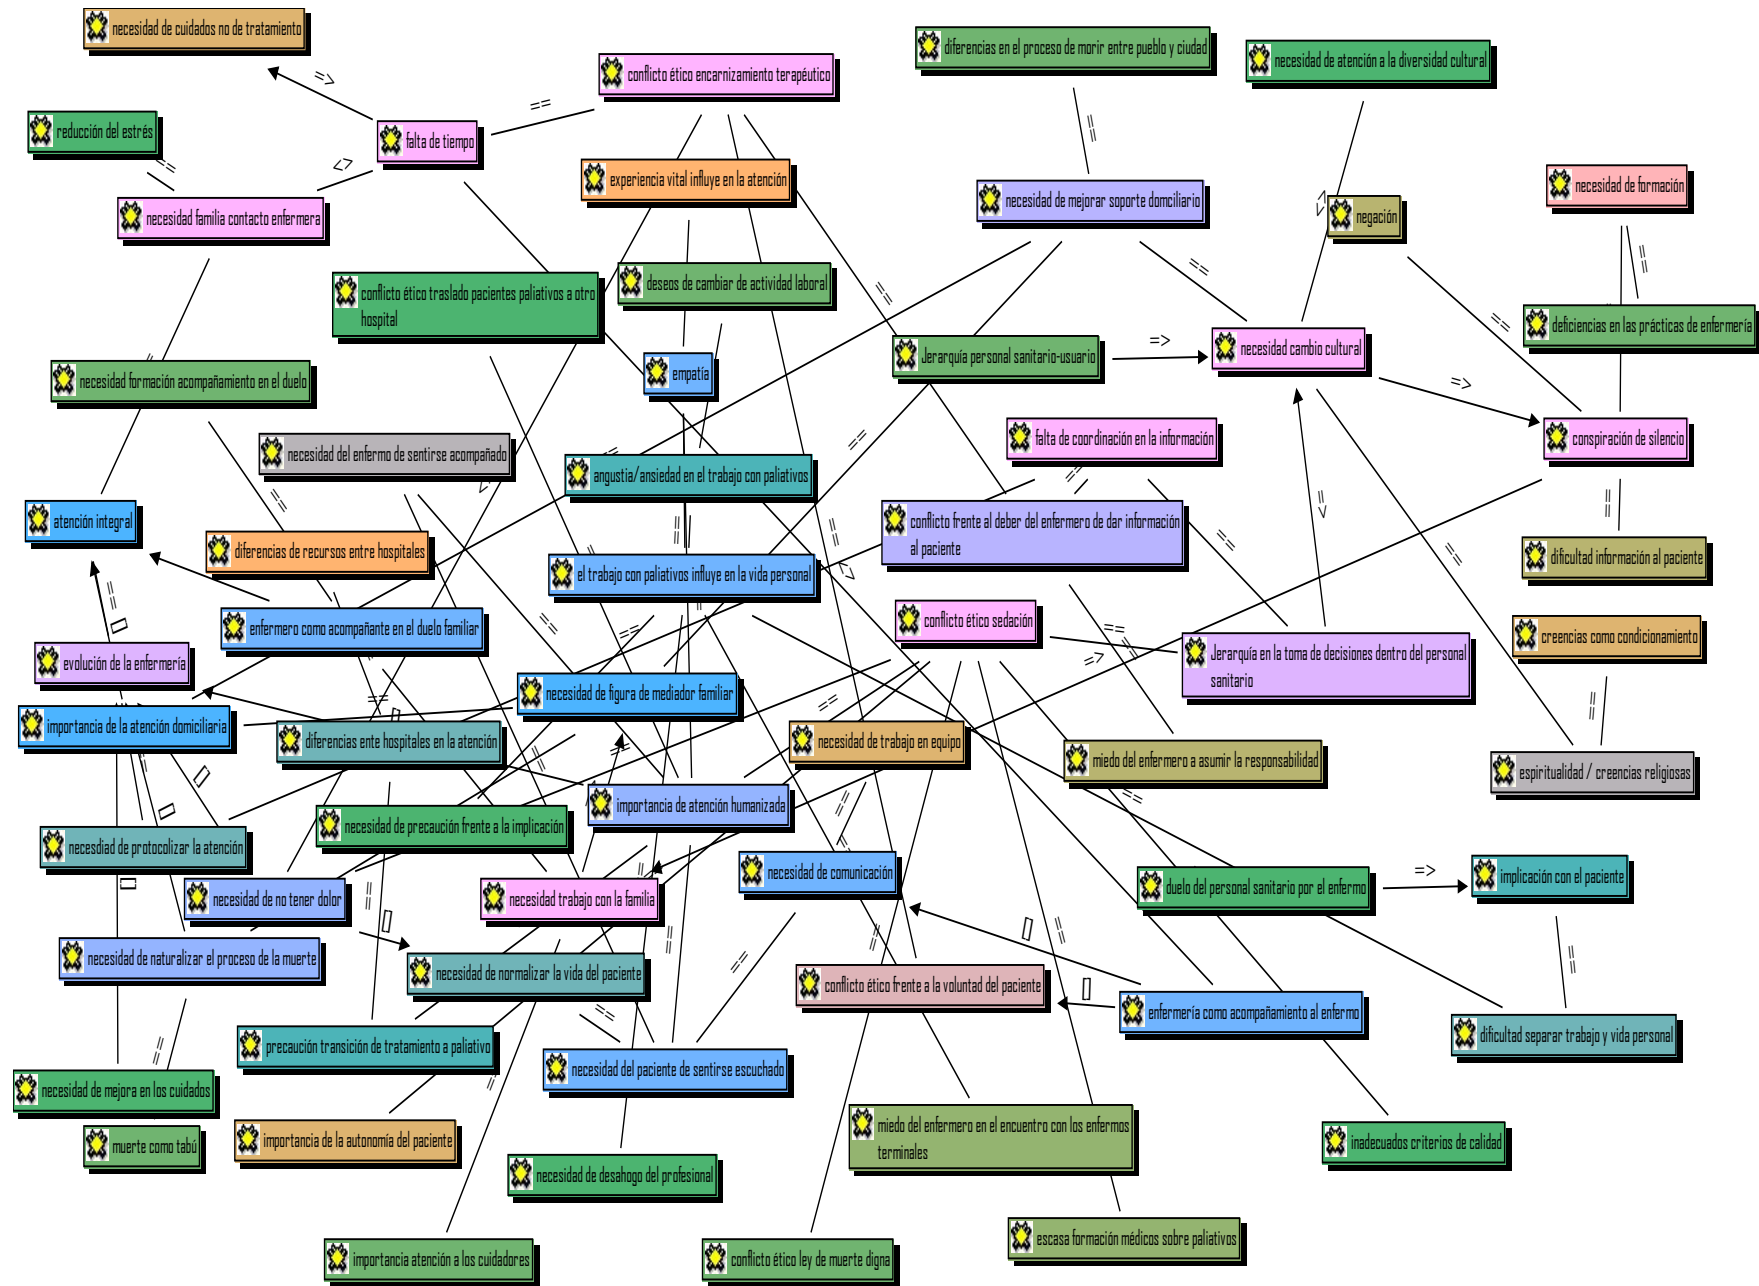 necesidad de cuidados no de tratamiento
diferencias en el proceso de morir entre pueblo y ciudad
necesidad de atención a la diversidad cultural
conflicto ético encarnizamiento terapéutico
=>
==
reducción del estrés
falta de tiempo
==
==
<>
experiencia vital influye en la atención
necesidad de mejorar soporte domciliario
necesidad de formación
necesidad familia contacto enfermera
<>
negación
==
==
conflicto ético traslado pacientes paliativos a otro
hospital
deseos de cambiar de actividad laboral
==
==
deficiencias en las prácticas de enfermería
Jerarquía personal sanitario-usuario
=>
necesidad cambio cultural
necesidad formación acompañamiento en el duelo
empatía
=>
necesidad del enfermo de sentirse acompañado
falta de coordinación en la información
conspiración de silencio
==
==
angustia/ansiedad en el trabajo con paliativos
==
atención integral
conflicto frente al deber del enfermero de dar información
al paciente
==
=>
==
diferencias de recursos entre hospitales
==
==
==
dificultad información al paciente
el trabajo con paliativos influye en la vida personal
<>
==
enfermero como acompañante en el duelo familiar
conflicto ético sedación
==
creencias como condicionamiento
evolución de la enfermería
==
==
=>
Jerarquía en la toma de decisiones dentro del personal
sanitario
necesidad de figura de mediador familiar
==
==
importancia de la atención domiciliaria
diferencias ente hospitales en la atención
necesidad de trabajo en equipo
miedo del enfermero a asumir la responsabilidad
espiritualidad / creencias religiosas
==
==
importancia de atención humanizada
==
==
necesidad de precaución frente a la implicación
necesdiad de protocolizar la atención
necesidad de comunicación
=>
implicación con el paciente
necesidad de no tener dolor
necesidad trabajo con la familia
duelo del personal sanitario por el enfermo
==
==
==
necesidad de naturalizar el proceso de la muerte
necesidad de normalizar la vida del paciente
conflicto ético frente a la voluntad del paciente
==
enfermería como acompañamiento al enfermo
==
precaución transición de tratamiento a paliativo
dificultad separar trabajo y vida personal
==
necesidad del paciente de sentirse escuchado
necesidad de mejora en los cuidados
==
muerte como tabú
importancia de la autonomía del paciente
miedo del enfermero en el encuentro con los enfermos
terminales
inadecuados criterios de calidad
necesidad de desahogo del profesional
importancia atención a los cuidadores
conflicto ético ley de muerte digna
escasa formación médicos sobre paliativos